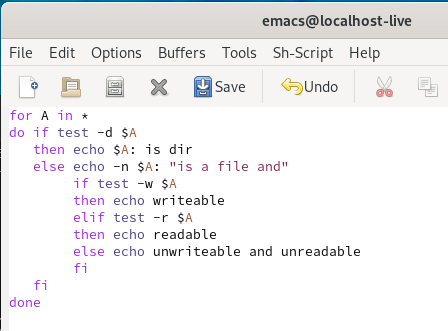 emacs@localhost-live
File Edit Options Buffers Tools Sh-Script Help
Save Undo
for A in *
do if test -d $A
   then echo $A: is dir
   else echo -n $A: "is a file and"
        if test -w $A
        then echo writeable
        elif test -r $A
        then echo readable
        else echo unwriteable and unreadable
        fi
   fi
done